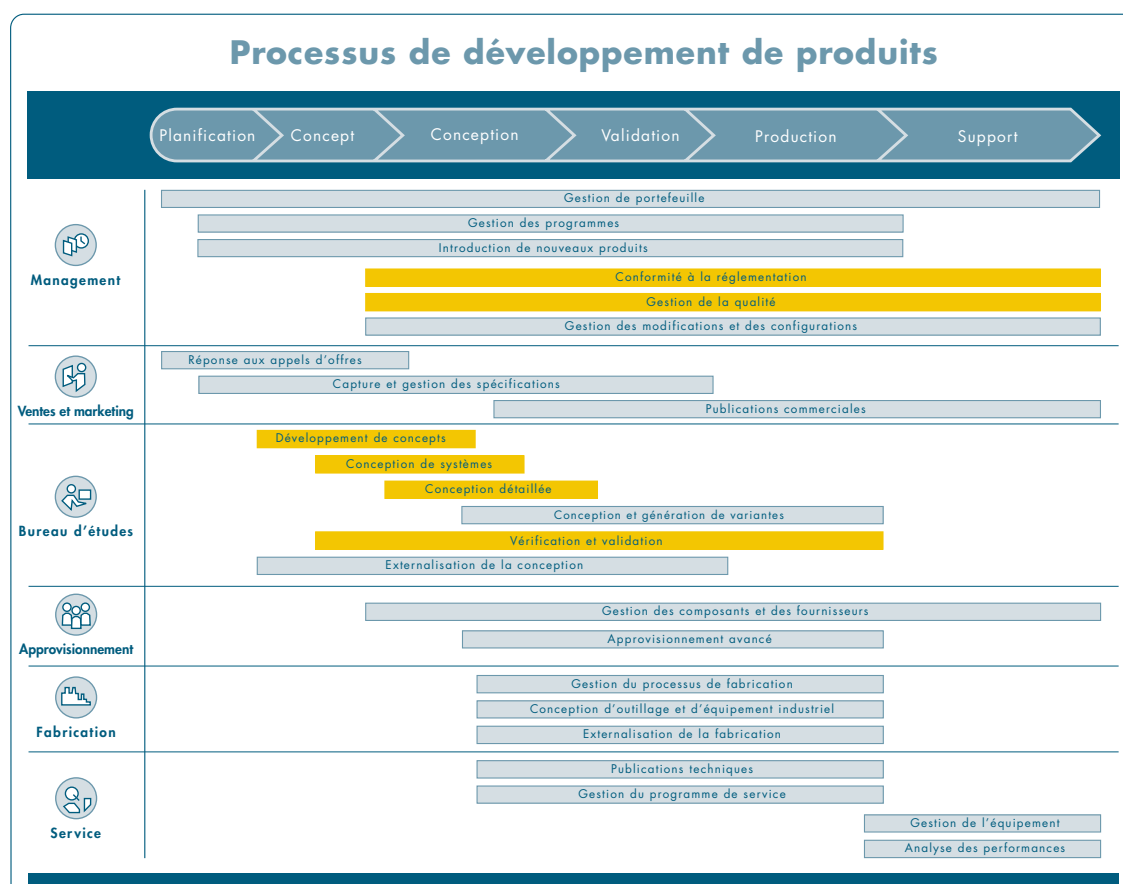 Processus de développement de produits
Planification
Concept
Conception
Validation
Production
Support
Management
Gestion de portefeuille
Gestion des programmes
Introduction de nouveaux produits
Conformité à la réglementation
Gestion de la qualité
Gestion des modifications et des configurations
Ventes et marketing
Réponse aux appels d’offres
Capture et gestion des spécifications
Publications commerciales
Bureau d’études
Développement de concepts
Conception de systèmes
Conception détaillée
Conception et génération de variantes
Vérification et validation
Externalisation de la conception
Approvisionnement
Gestion des composants et des fournisseurs
Approvisionnement avancé
Fabrication
Gestion du processus de fabrication
Conception d’outillage et d’équipement industriel
Externalisation de la fabrication
Service
Publications techniques
Gestion du programme de service
Gestion de l’équipement
Analyse des performances